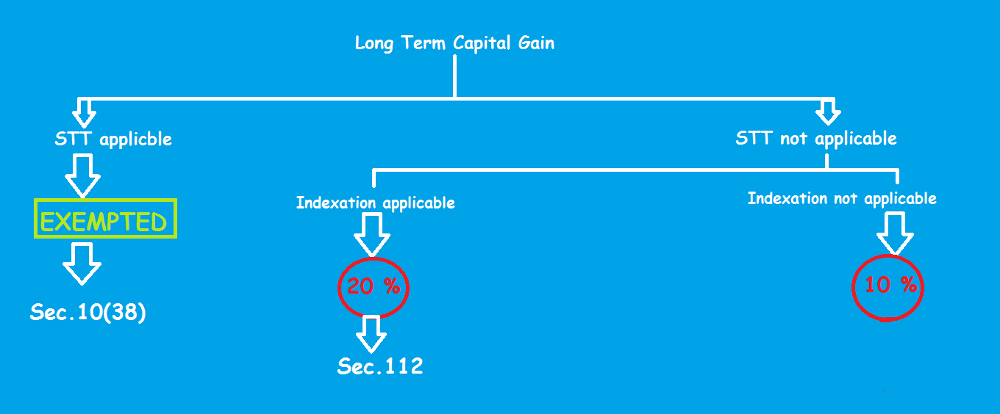 Long Term Capital Gain
STT applicble
STT not applicable
EXEMPTED
Indexation applicable
Indexation not applicable
20 %
10 %
Sec.10(38)
Sec.112